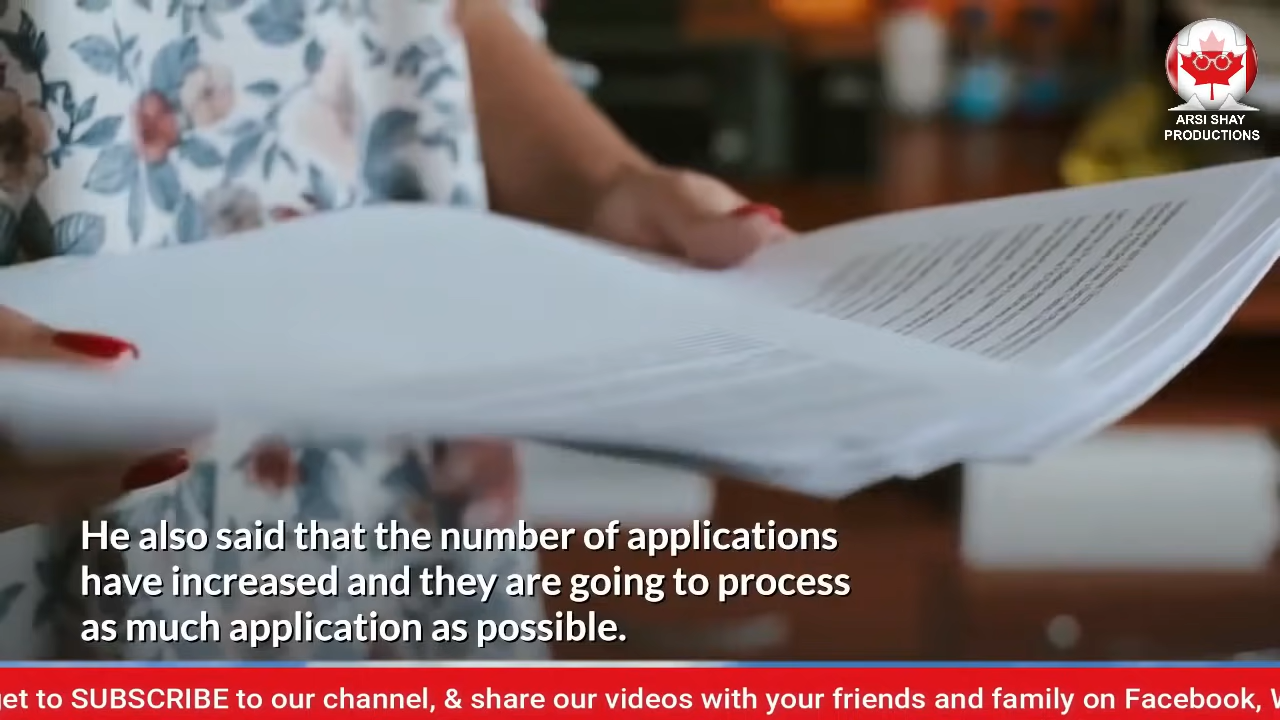 ARSI SHAY
PRODUCTIONS
He also said that the number of applications
have increased and they are going to process
as much application as possible.
get to SUBSCRIBE to our channel, & share our videos with your friends and family on Facebook,